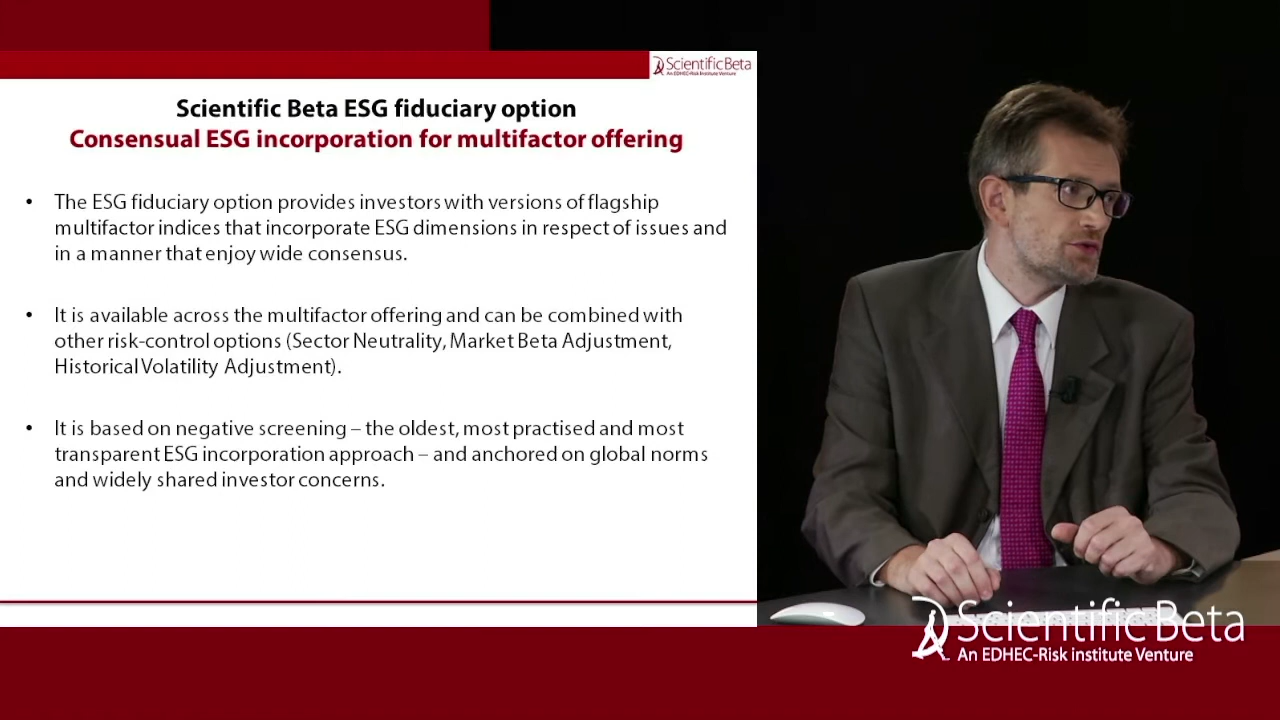 ScientificBeta
An EDHEC-Risk Institute Venture
Scientific Beta ESG fiduciary option
Consensual ESG incorporation for multifactor offering
• The ESG fiduciary option provides investors with versions of flagship
multifactor indices that incorporate ESG dimensions in respect of issues and
in a manner that enjoy wide consensus.
• It is available across the multifactor offering and can be combined with
other risk-control options (Sector Neutrality, Market Beta Adjustment,
Historical Volatility Adjustment).
• It is based on negative screening – the oldest, most practised and most
transparent ESG incorporation approach – and anchored on global norms
and widely shared investor concerns.
Scientific Beta
An EDHEC-Risk institute Venture